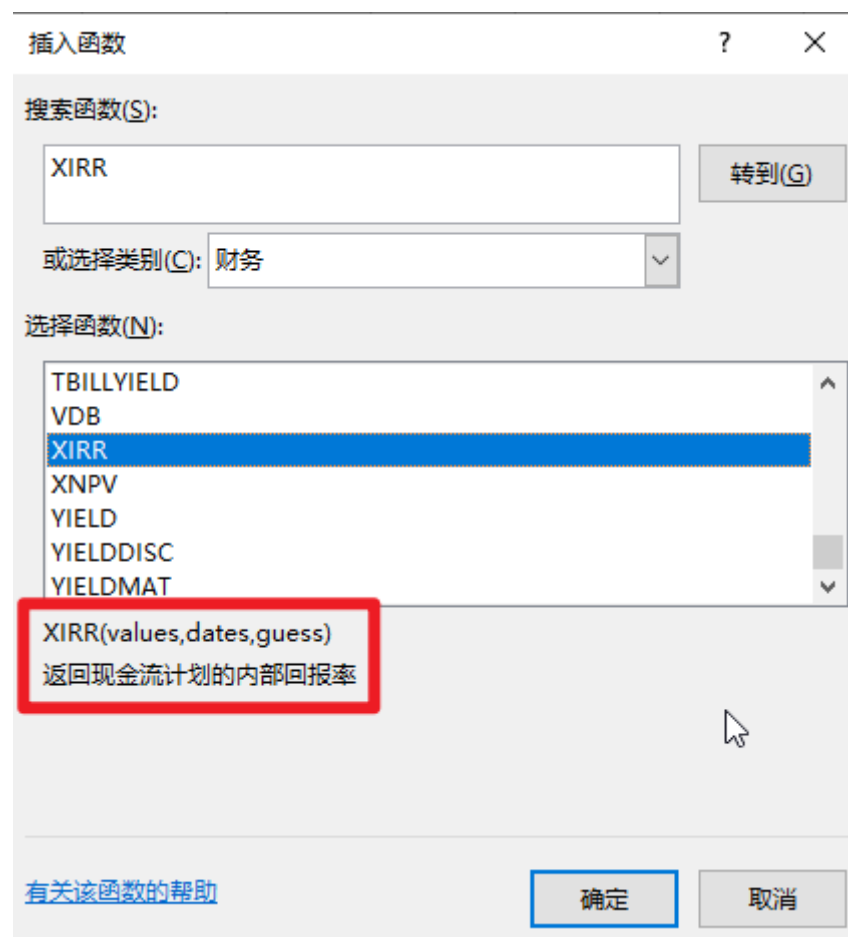 插入函数
?
搜索函数(S):
XIRR
转到(G)
或选择类别(C): 财务
选择函数(N):
TBILLYIELD
VDB
XIRR
XNPV
YIELD
YIELDDISC
YIELDMAT
XIRR(values,dates,guess)
返回现金流计划的内部回报率
有关该函数的帮助
确定
取消